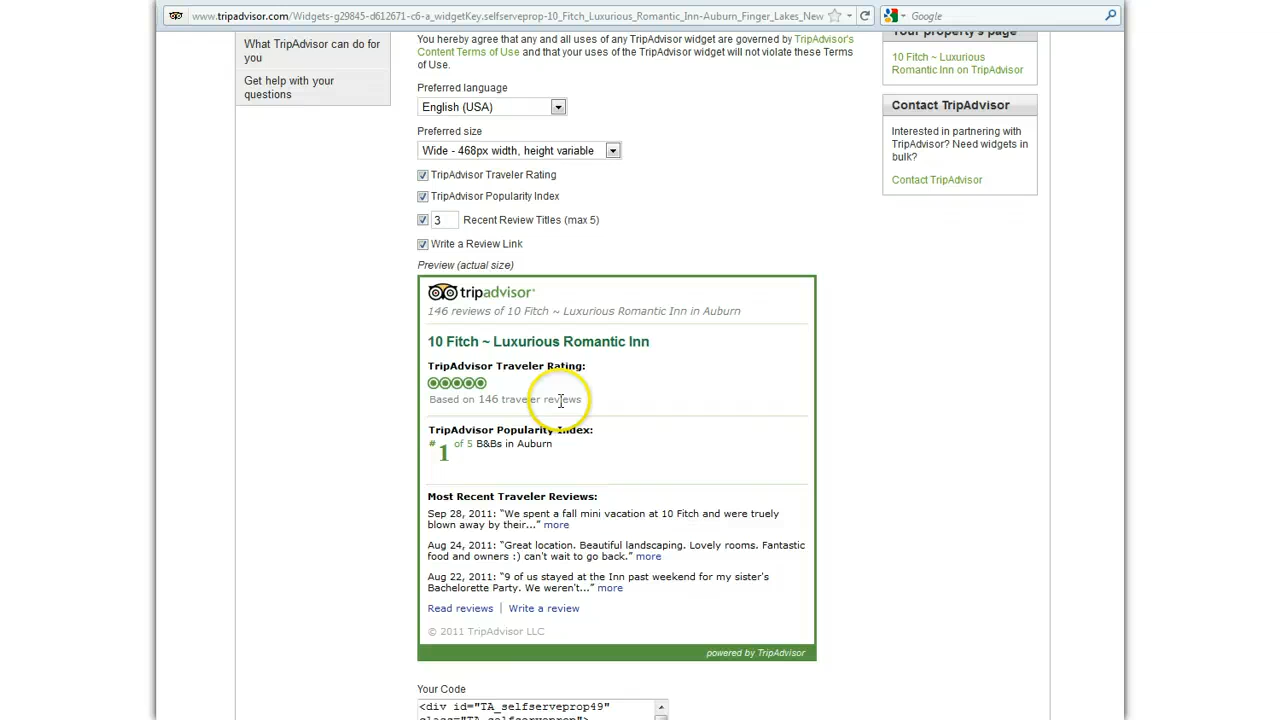 www.tripadvisor.com/Widgets-g29845-d612671-c6-a_widgetKey.selfserveprop-10_Fitch_Luxurious_Romantic_Inn-Auburn_Finger_Lakes_New
Google
What TripAdvisor can do for
you
Get help with your
questions
You hereby agree that any and all uses of any TripAdvisor widget are governed by TripAdvisor's
Content Terms of Use and that your uses of the TripAdvisor widget will not violate these Terms
of Use.
Preferred language
English (USA)
Preferred size
Wide - 468px width, height variable
TripAdvisor Traveler Rating
TripAdvisor Popularity Index
3 Recent Review Titles (max 5)
Write a Review Link
Preview (actual size)
tripadvisor®
146 reviews of 10 Fitch ~ Luxurious Romantic Inn in Auburn
10 Fitch ~ Luxurious Romantic Inn
TripAdvisor Traveler Rating:
Based on 146 traveler reviews
TripAdvisor Popularity Index:
#1 of 5 B&Bs in Auburn
Most Recent Traveler Reviews:
Sep 28, 2011: “We spent a fall mini vacation at 10 Fitch and were truely
blown away by their...” more
Aug 24, 2011: “Great location. Beautiful landscaping. Lovely rooms. Fantastic
food and owners :) can't wait to go back.” more
Aug 22, 2011: “9 of us stayed at the Inn past weekend for my sister's
Bachelorette Party. We weren't...” more
Read reviews | Write a review
© 2011 TripAdvisor LLC
powered by TripAdvisor
Your Code
<div id="TA_selfserveprop49"
class="TA_selfserveprop">
Your property's page
10 Fitch ~ Luxurious
Romantic Inn on TripAdvisor
Contact TripAdvisor
Interested in partnering with
TripAdvisor? Need widgets in
bulk?
Contact TripAdvisor